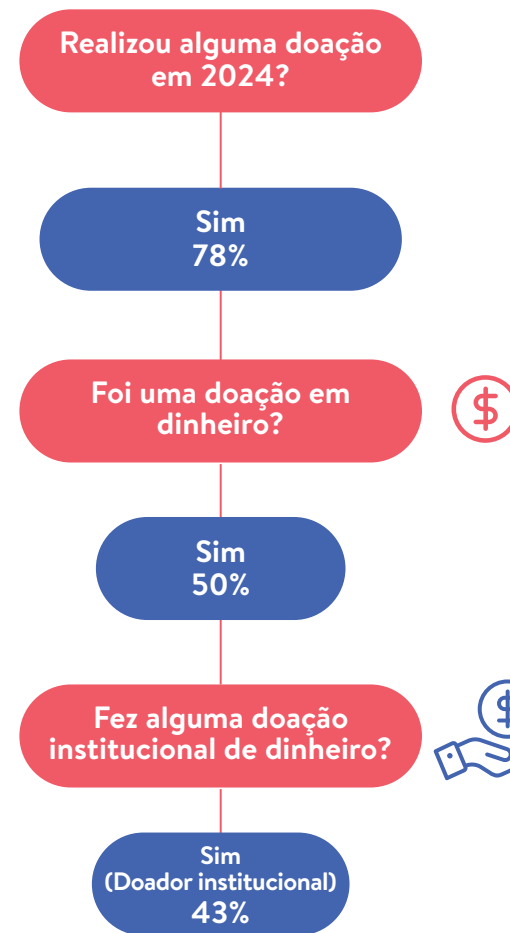 Realizou alguma doação
em 2024?
Sim
78%
Foi uma doação em
dinheiro?
$
Sim
50%
Fez alguma doação
institucional de dinheiro?
$
Sim
(Doador institucional)
43%